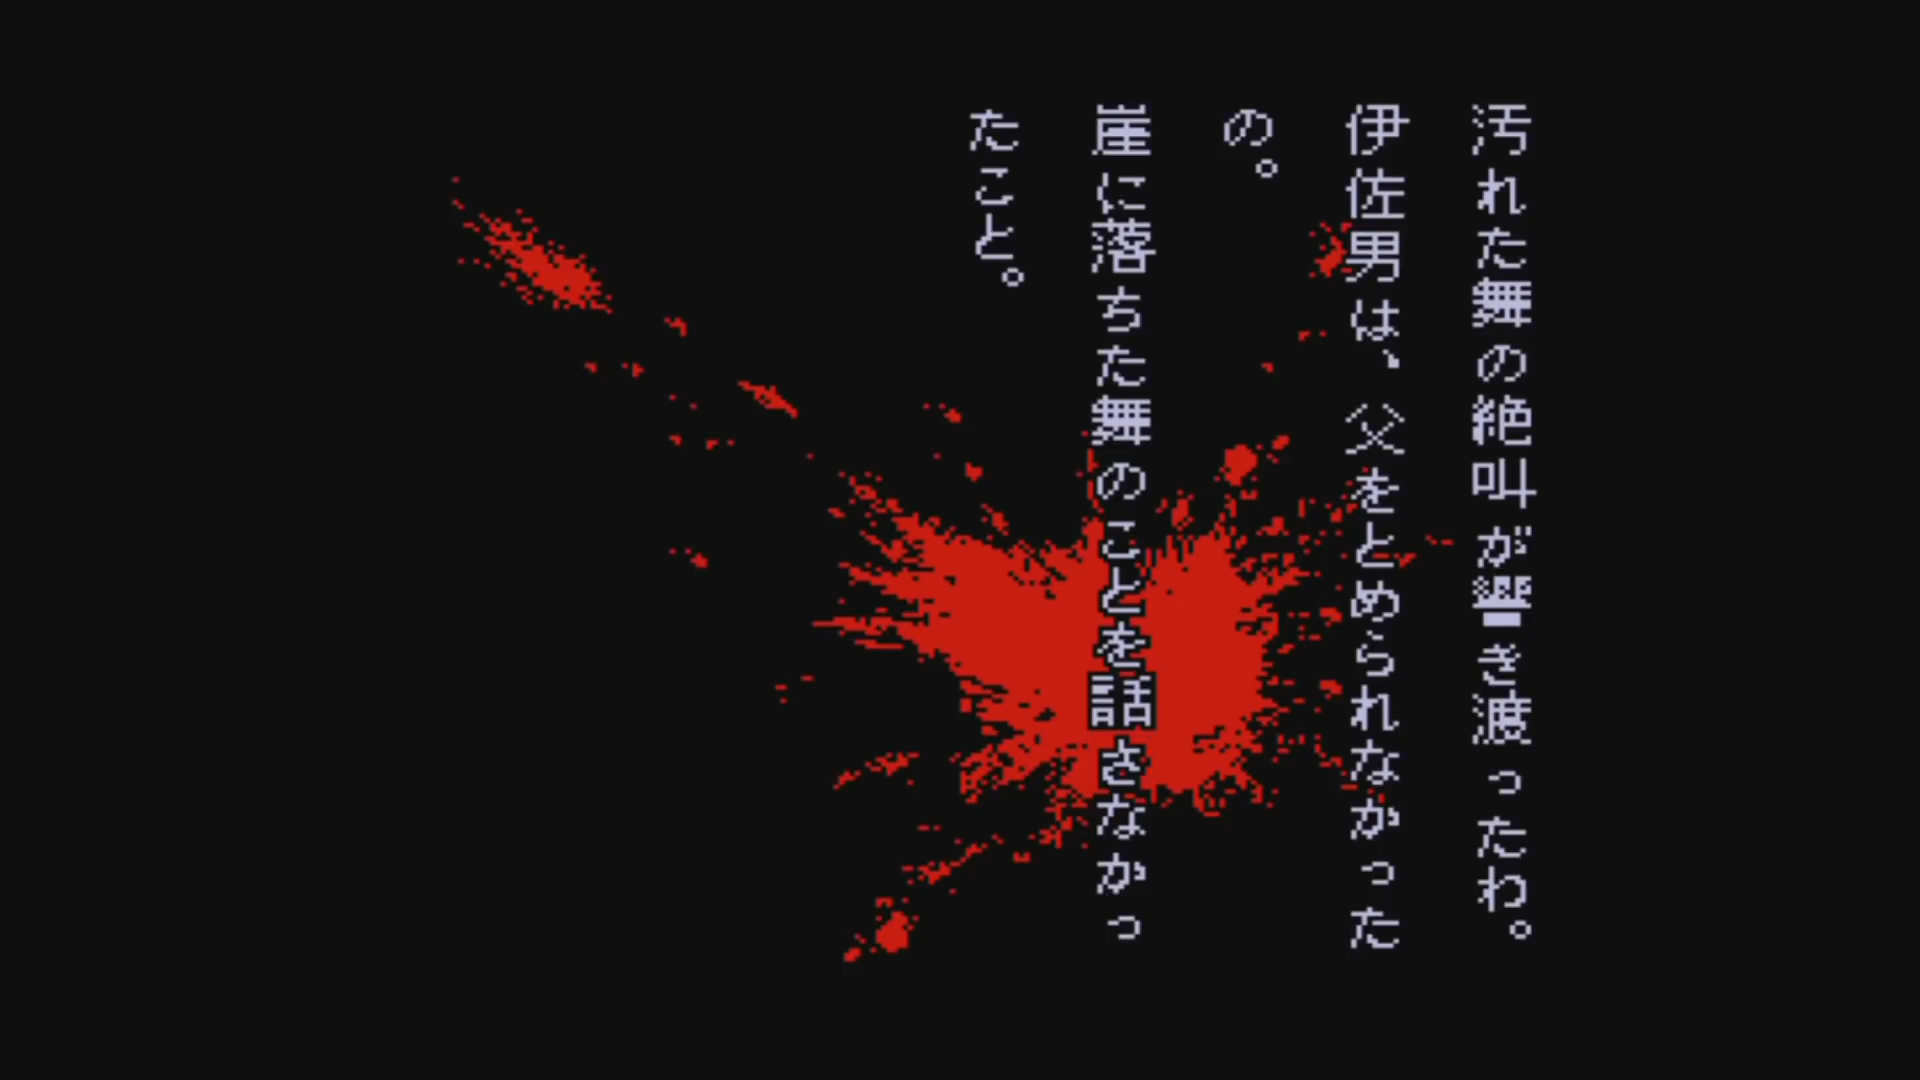 汚れた舞の絶叫が響き渡ったわ。
伊佐男は、父をとめられなかった
の。
崖に落ちた舞のことを話さなかっ
たこと。